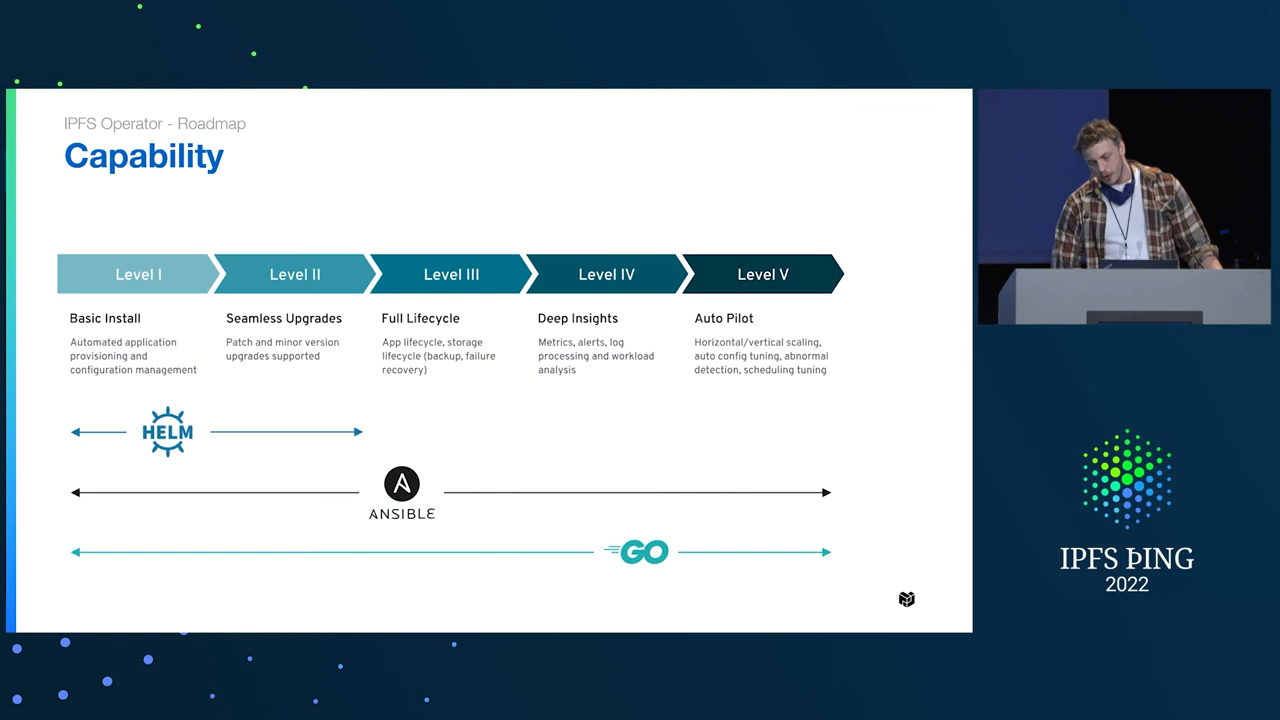 IPFS Operator - Roadmap
Capability
Level I
Level II
Level III
Level IV
Level V
Basic Install
Automated application
provisioning and
configuration management
Seamless Upgrades
Patch and minor version
upgrades supported
Full Lifecycle
App lifecycle, storage
lifecycle (backup, failure
recovery)
Deep Insights
Metrics, alerts, log
processing and workload
analysis
Auto Pilot
Horizontal/vertical scaling,
auto config tuning, abnormal
detection, scheduling tuning
HELM
ANSIBLE
GO
IPFS ÞING
2022